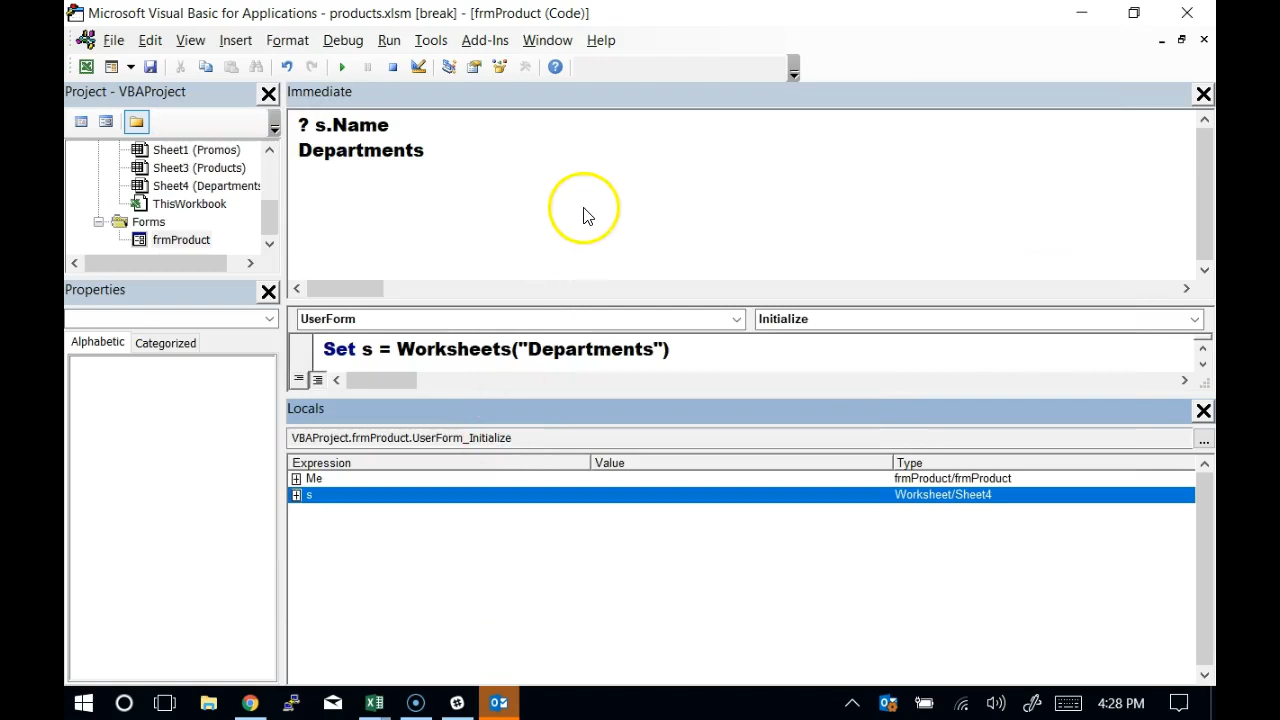 Microsoft Visual Basic for Applications - products.xlsm [break] - [frmProduct (Code)]
File Edit View Insert Format Debug Run Tools Add-Ins Window Help
Project - VBAProject
Sheet1 (Promos)
Sheet3 (Products)
Sheet4 (Departments
ThisWorkbook
Forms
frmProduct
Properties
Alphabetic Categorized
Immediate
? s.Name
Departments
UserForm Initialize
Set s = Worksheets("Departments")
Locals
VBAProject.frmProduct.UserForm_Initialize ...
Expression Value Type
Me frmProduct/frmProduct
s Worksheet/Sheet4
4:28 PM